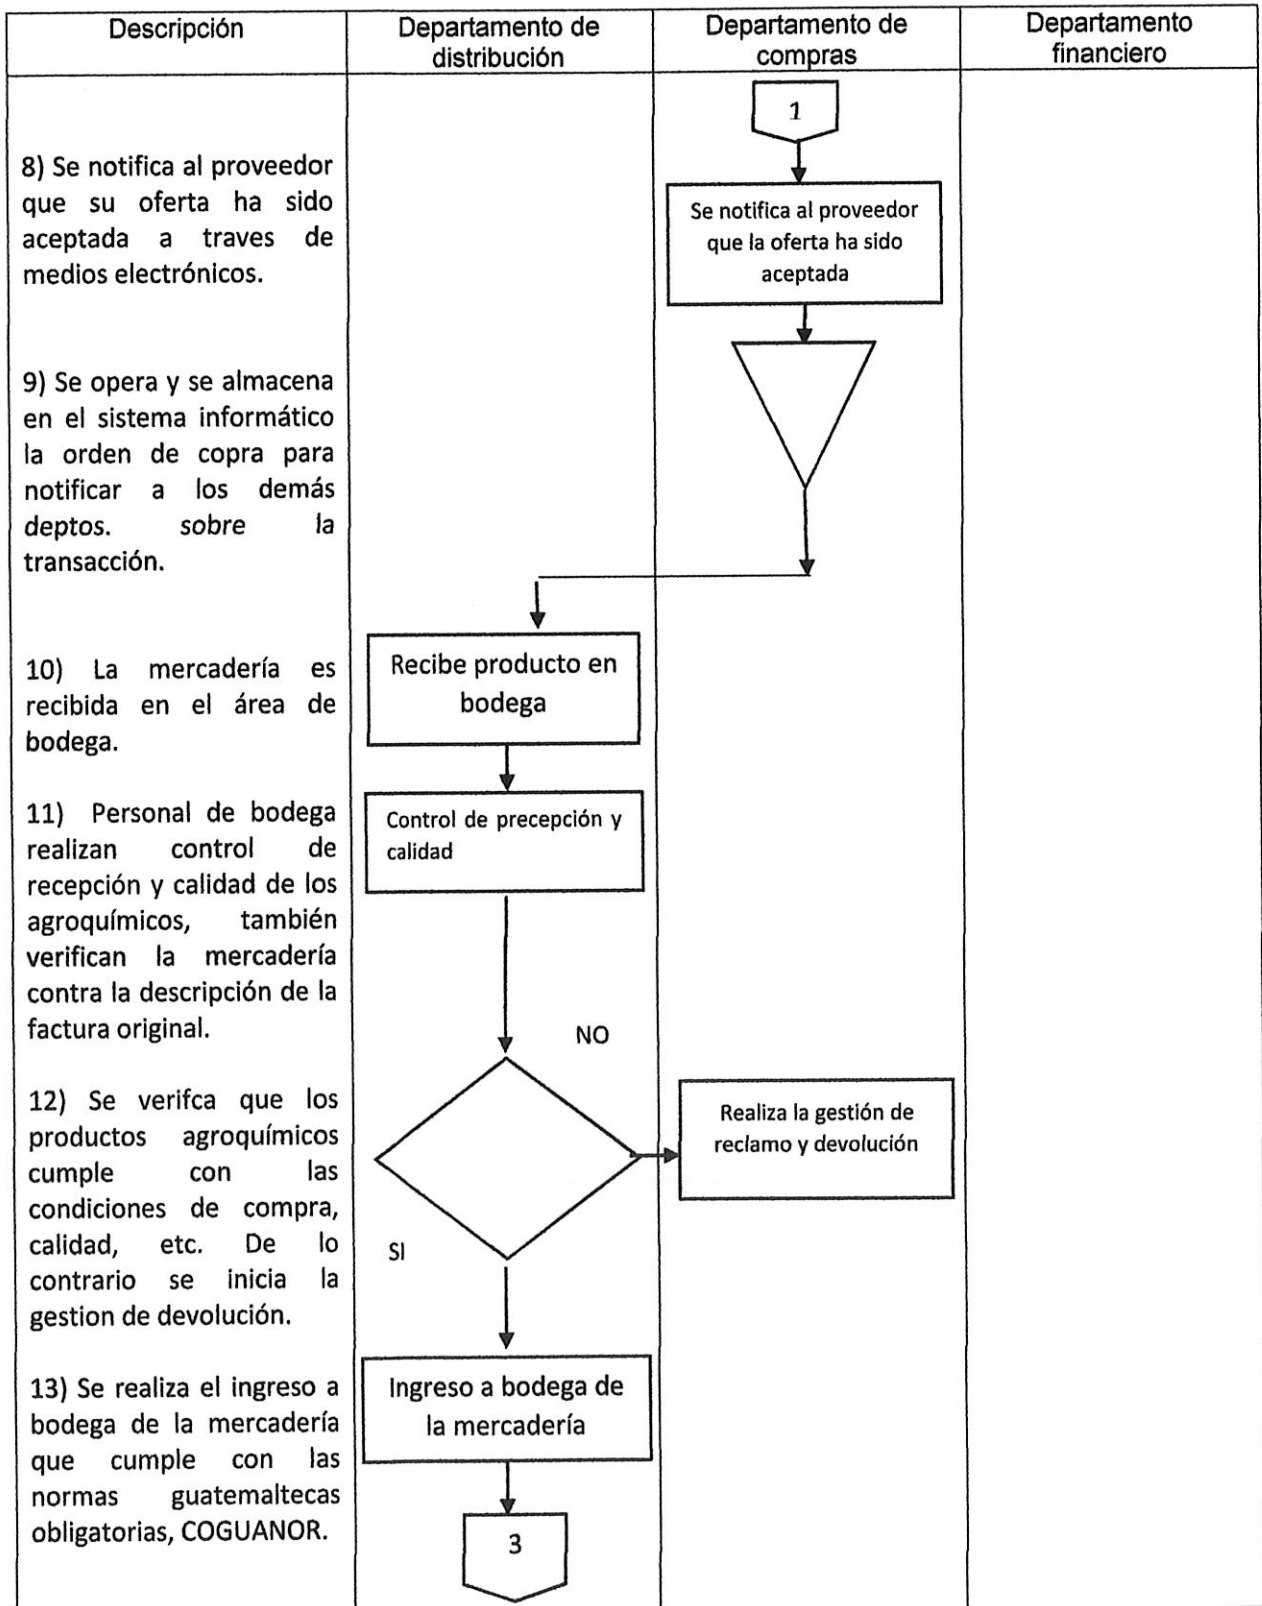 Descripción
Departamento de
distribución
Departamento de
compras
Departamento
financiero
1
8) Se notifica al proveedor
que su oferta ha sido
aceptada a traves de
medios electrónicos.
Se notifica al proveedor
que la oferta ha sido
aceptada
9) Se opera y se almacena
en el sistema informático
la orden de copra para
notificar a los demás
deptos. sobre la
transacción.
10) La mercadería es
recibida en el área de
bodega.
Recibe producto en
bodega
11) Personal de bodega
realizan control de
recepción y calidad de los
agroquímicos, también
verifican la mercadería
contra la descripción de la
factura original.
Control de precepción y
calidad
NO
12) Se verifca que los
productos agroquímicos
cumple con las
condiciones de compra,
calidad, etc. De lo
contrario se inicia la
gestion de devolución.
Realiza la gestión de
reclamo y devolución
SI
13) Se realiza el ingreso a
bodega de la mercadería
que cumple con las
normas guatemaltecas
obligatorias, COGUANOR.
Ingreso a bodega de
la mercadería
3